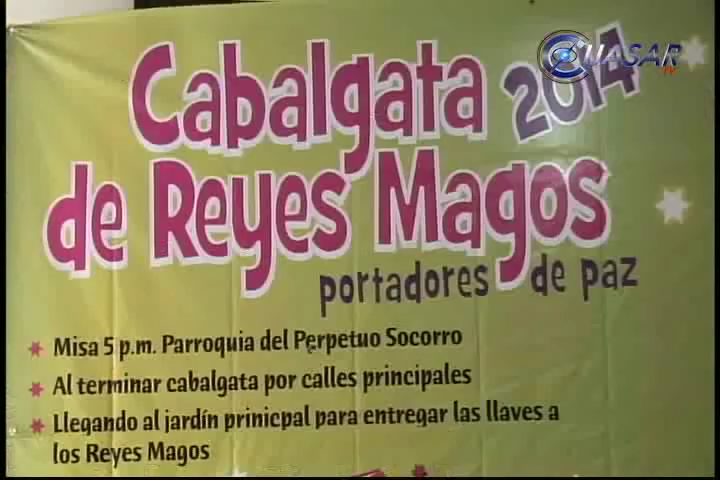 QUASAR TV
Cabalgata 2014
de Reyes Magos
portadores de paz
Misa 5 p.m. Parroquia del Perpetuo Socorro
Al terminar cabalgata por calles principales
Llegando al jardín prinicpal para entregar las llaves a
los Reyes Magos